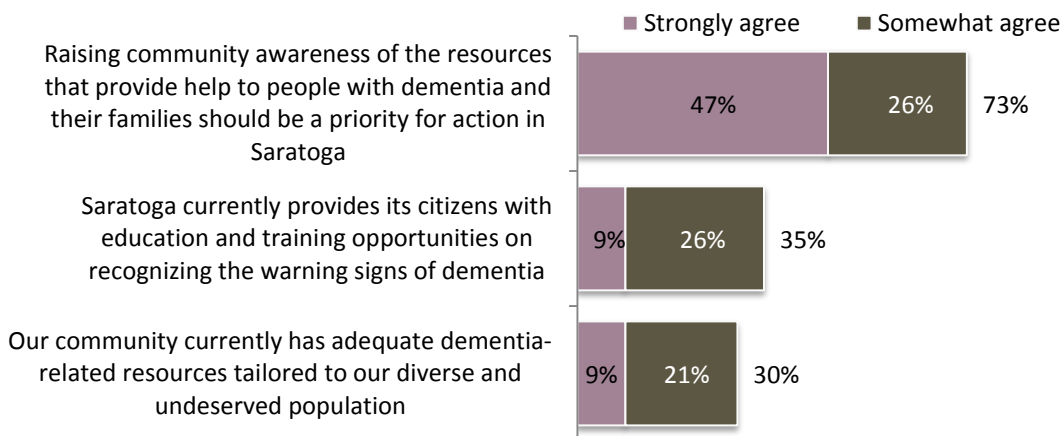 Strongly agree Somewhat agree
Raising community awareness of the resources
that provide help to people with dementia and
their families should be a priority for action in
Saratoga
47% 26% 73%
Saratoga currently provides its citizens with
education and training opportunities on
recognizing the warning signs of dementia
9% 26% 35%
Our community currently has adequate dementia-
related resources tailored to our diverse and
undeserved population
9% 21% 30%